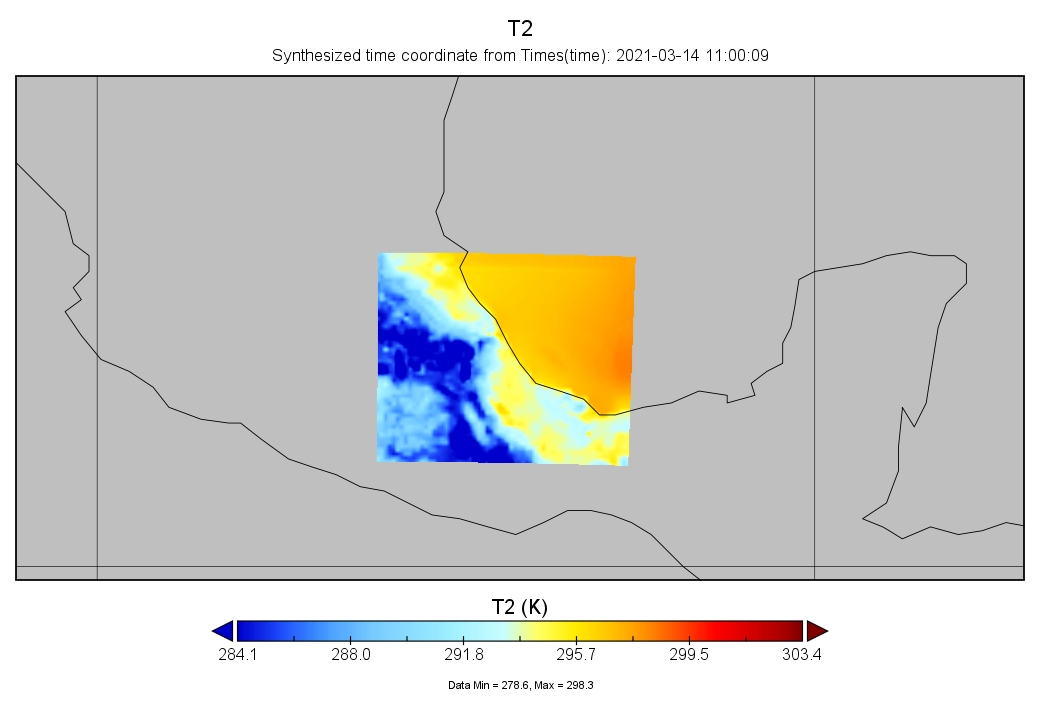 T2
Synthesized time coordinate from Times(time): 2021-03-14 11:00:09
T2 (K)
284.1 288.0 291.8 295.7 299.5 303.4
Data Min = 278.6, Max = 298.3